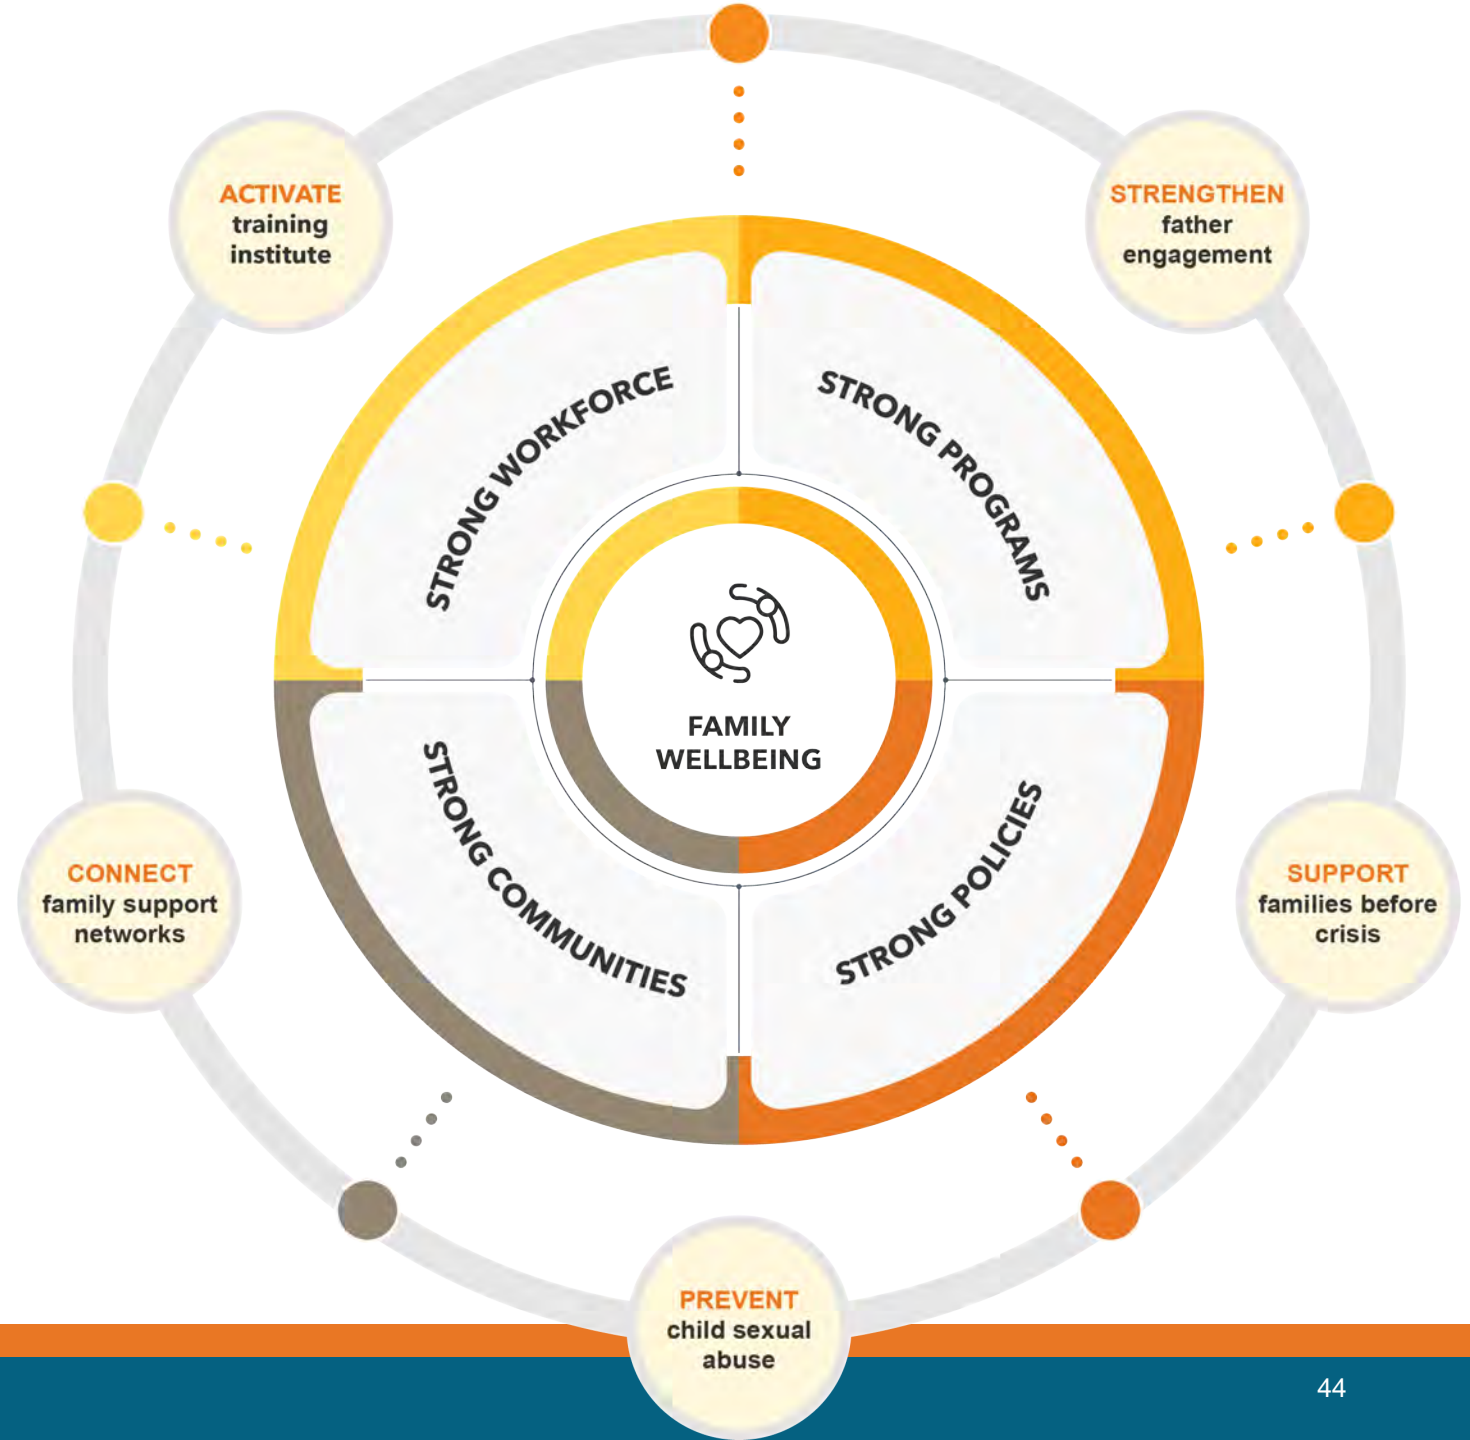 ACTIVATE
training
institute
STRENGTHEN
father
engagement
STRONG WORKFORCE
STRONG PROGRAMS
FAMILY
WELLBEING
STRONG COMMUNITIES
STRONG POLICIES
CONNECT
family support
networks
SUPPORT
families before
crisis
PREVENT
child sexual
abuse
44